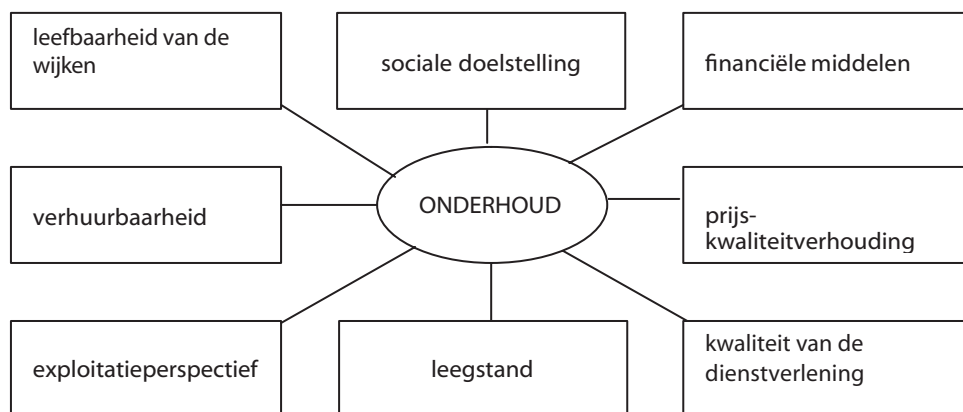 leefbaarheid van de
wijken
sociale doelstelling
financiële middelen
verhuurbaarheid
ONDERHOUD
prijs-
kwaliteitverhouding
exploitatieperspectief
leegstand
kwaliteit van de
dienstverlening